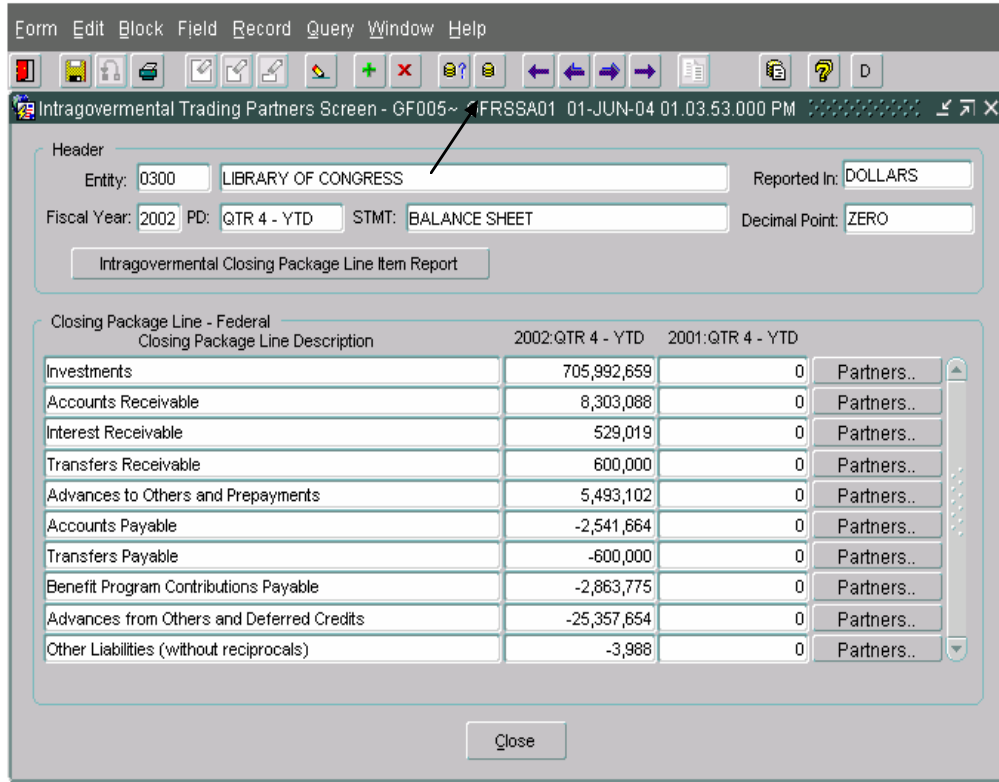 Form Edit Block Field Record Query Window Help
D
Intragovermental Trading Partners Screen - GF005~ GFRSSA01 01-JUN-04 01.03.53.000 PM
Header
Entity: 0300 LIBRARY OF CONGRESS Reported In: DOLLARS
Fiscal Year: 2002 PD: QTR 4 - YTD STMT: BALANCE SHEET Decimal Point: ZERO
Intragovermental Closing Package Line Item Report
Closing Package Line - Federal
Closing Package Line Description 2002:QTR 4 - YTD 2001:QTR 4 - YTD
Investments 705,992,659 0 Partners..
Accounts Receivable 8,303,088 0 Partners..
Interest Receivable 529,019 0 Partners..
Transfers Receivable 600,000 0 Partners..
Advances to Others and Prepayments 5,493,102 0 Partners..
Accounts Payable -2,541,664 0 Partners..
Transfers Payable -600,000 0 Partners..
Benefit Program Contributions Payable -2,863,775 0 Partners..
Advances from Others and Deferred Credits -25,357,654 0 Partners..
Other Liabilities (without reciprocals) -3,988 0 Partners..
Close